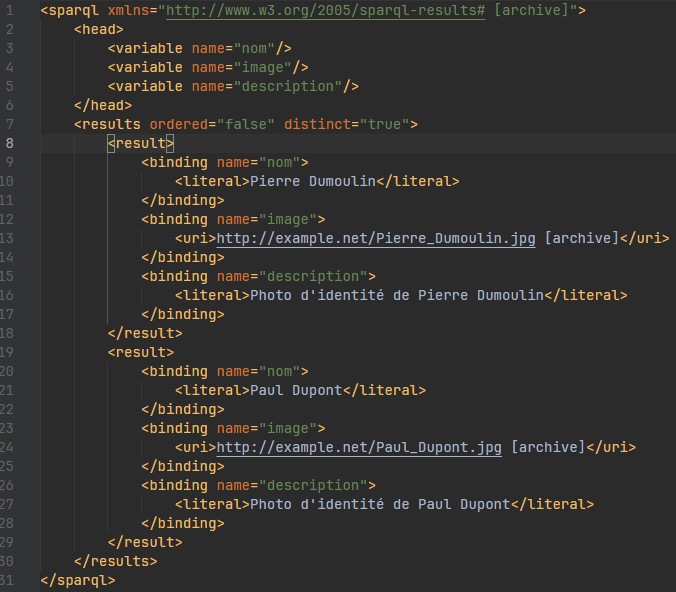 1 <sparql xmlns="http://www.w3.org/2005/sparql-results# [archive]">
2     <head>
3         <variable name="nom"/>
4         <variable name="image"/>
5         <variable name="description"/>
6     </head>
7     <results ordered="false" distinct="true">
8         <result>
9             <binding name="nom">
10                 <literal>Pierre Dumoulin</literal>
11             </binding>
12             <binding name="image">
13                 <uri>http://example.net/Pierre_Dumoulin.jpg [archive]</uri>
14             </binding>
15             <binding name="description">
16                 <literal>Photo d'identité de Pierre Dumoulin</literal>
17             </binding>
18         </result>
19         <result>
20             <binding name="nom">
21                 <literal>Paul Dupont</literal>
22             </binding>
23             <binding name="image">
24                 <uri>http://example.net/Paul_Dupont.jpg [archive]</uri>
25             </binding>
26             <binding name="description">
27                 <literal>Photo d'identité de Paul Dupont</literal>
28             </binding>
29         </result>
30     </results>
31 </sparql>